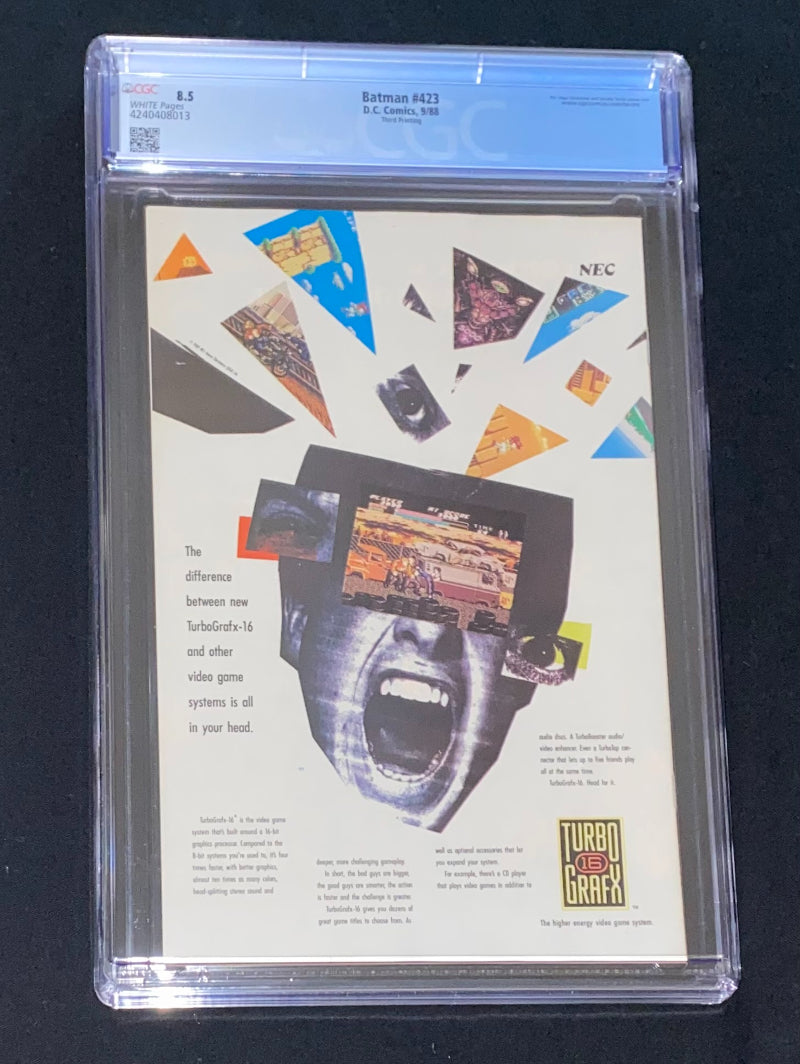 CGC 8.5
WHITE Pages
4240408013
Batman #423
D.C. Comics, 9/88
Third Printing
CGC
NEC
The
difference
between new
TurboGrafx-16
and other
video game
systems is all
in your head.
TurboGrafx-16™ is the video game
system that's built around a 16-bit
graphics processor. Compared to the
8-bit systems you're used to, it's four
times faster, with better graphics,
almost ten times as many colors,
head-splitting stereo sound and
deeper, more challenging gameplay.
In short, the bad guys are bigger,
the good guys are smarter, the action
is faster and the challenge is greater.
TurboGrafx-16 gives you dozens of
great game titles to choose from. As
well as optional accessories that let
you expand your system.
For example, there's a CD player
that plays video games in addition to
audio discs. A TurboBooster audio/
video enhancer. Even a TurboTap con-
nector that lets up to five friends play
all at the same time.
TurboGrafx-16. Head for it.
TURBO
16
GRAFX
™
The higher energy video game system.